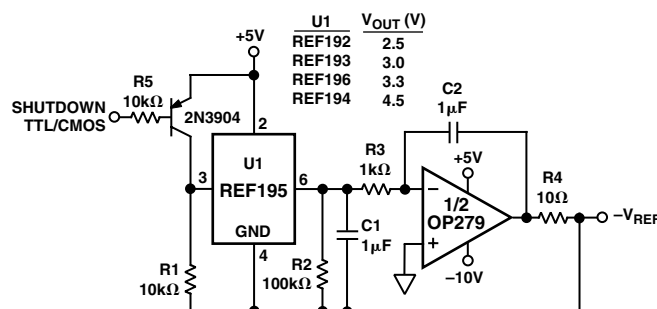 U1 VOUT (V)
REF192 2.5
REF193 3.0
REF196 3.3
REF194 4.5
+5V
R5
10kΩ
SHUTDOWN
TTL/CMOS
2N3904
C2
1μF
2
U1
REF195
GND
3
6
4
R3
1kΩ
+5V
−
1/2
OP279
+
−10V
R4
10Ω
−VREF
C1
1μF
R1
10kΩ
R2
100kΩ